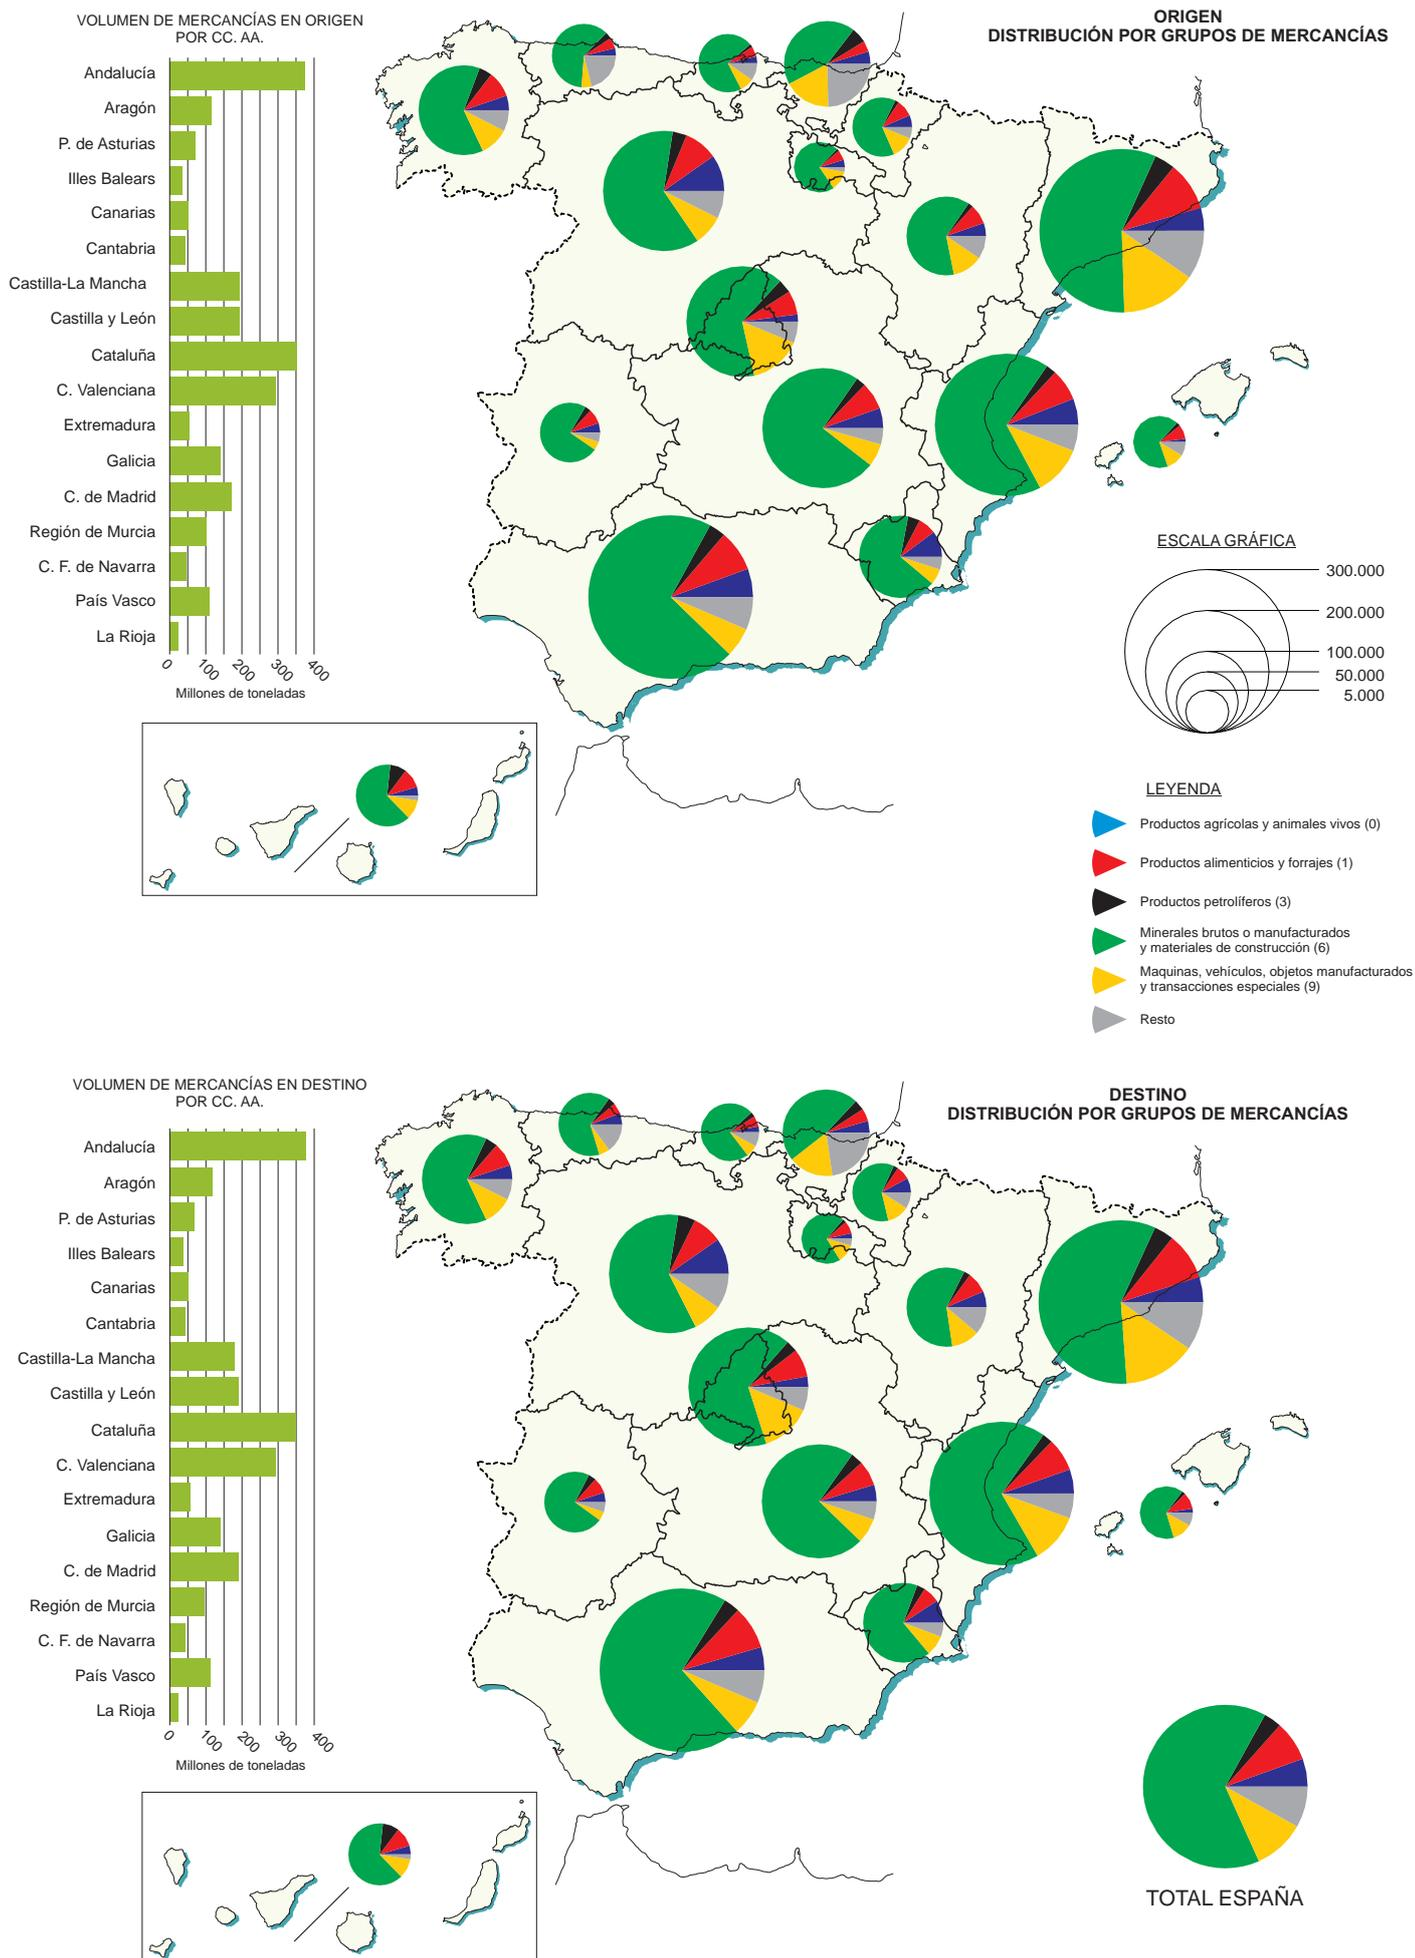 VOLUMEN DE MERCANCÍAS EN ORIGEN
POR CC. AA.
Andalucía
Aragón
P. de Asturias
Illes Balears
Canarias
Cantabria
Castilla-La Mancha
Castilla y León
Cataluña
C. Valenciana
Extremadura
Galicia
C. de Madrid
Región de Murcia
C. F. de Navarra
País Vasco
La Rioja
0 100 200 300 400
Millones de toneladas
ORIGEN
DISTRIBUCIÓN POR GRUPOS DE MERCANCÍAS
ESCALA GRÁFICA
300.000
200.000
100.000
50.000
5.000
LEYENDA
Productos agrícolas y animales vivos (0)
Productos alimenticios y forrajes (1)
Productos petrolíferos (3)
Minerales brutos o manufacturados
y materiales de construcción (6)
Maquinas, vehículos, objetos manufacturados
y transacciones especiales (9)
Resto
VOLUMEN DE MERCANCÍAS EN DESTINO
POR CC. AA.
Andalucía
Aragón
P. de Asturias
Illes Balears
Canarias
Cantabria
Castilla-La Mancha
Castilla y León
Cataluña
C. Valenciana
Extremadura
Galicia
C. de Madrid
Región de Murcia
C. F. de Navarra
País Vasco
La Rioja
0 100 200 300 400
Millones de toneladas
DESTINO
DISTRIBUCIÓN POR GRUPOS DE MERCANCÍAS
TOTAL ESPAÑA